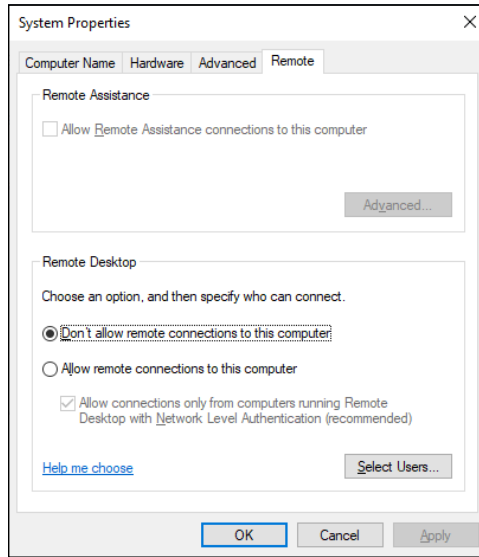 System Properties
Computer Name Hardware Advanced Remote
Remote Assistance
Allow Remote Assistance connections to this computer
Advanced...
Remote Desktop
Choose an option, and then specify who can connect.
Don't allow remote connections to this computer
Allow remote connections to this computer
Allow connections only from computers running Remote
Desktop with Network Level Authentication (recommended)
Help me choose Select Users...
OK Cancel Apply